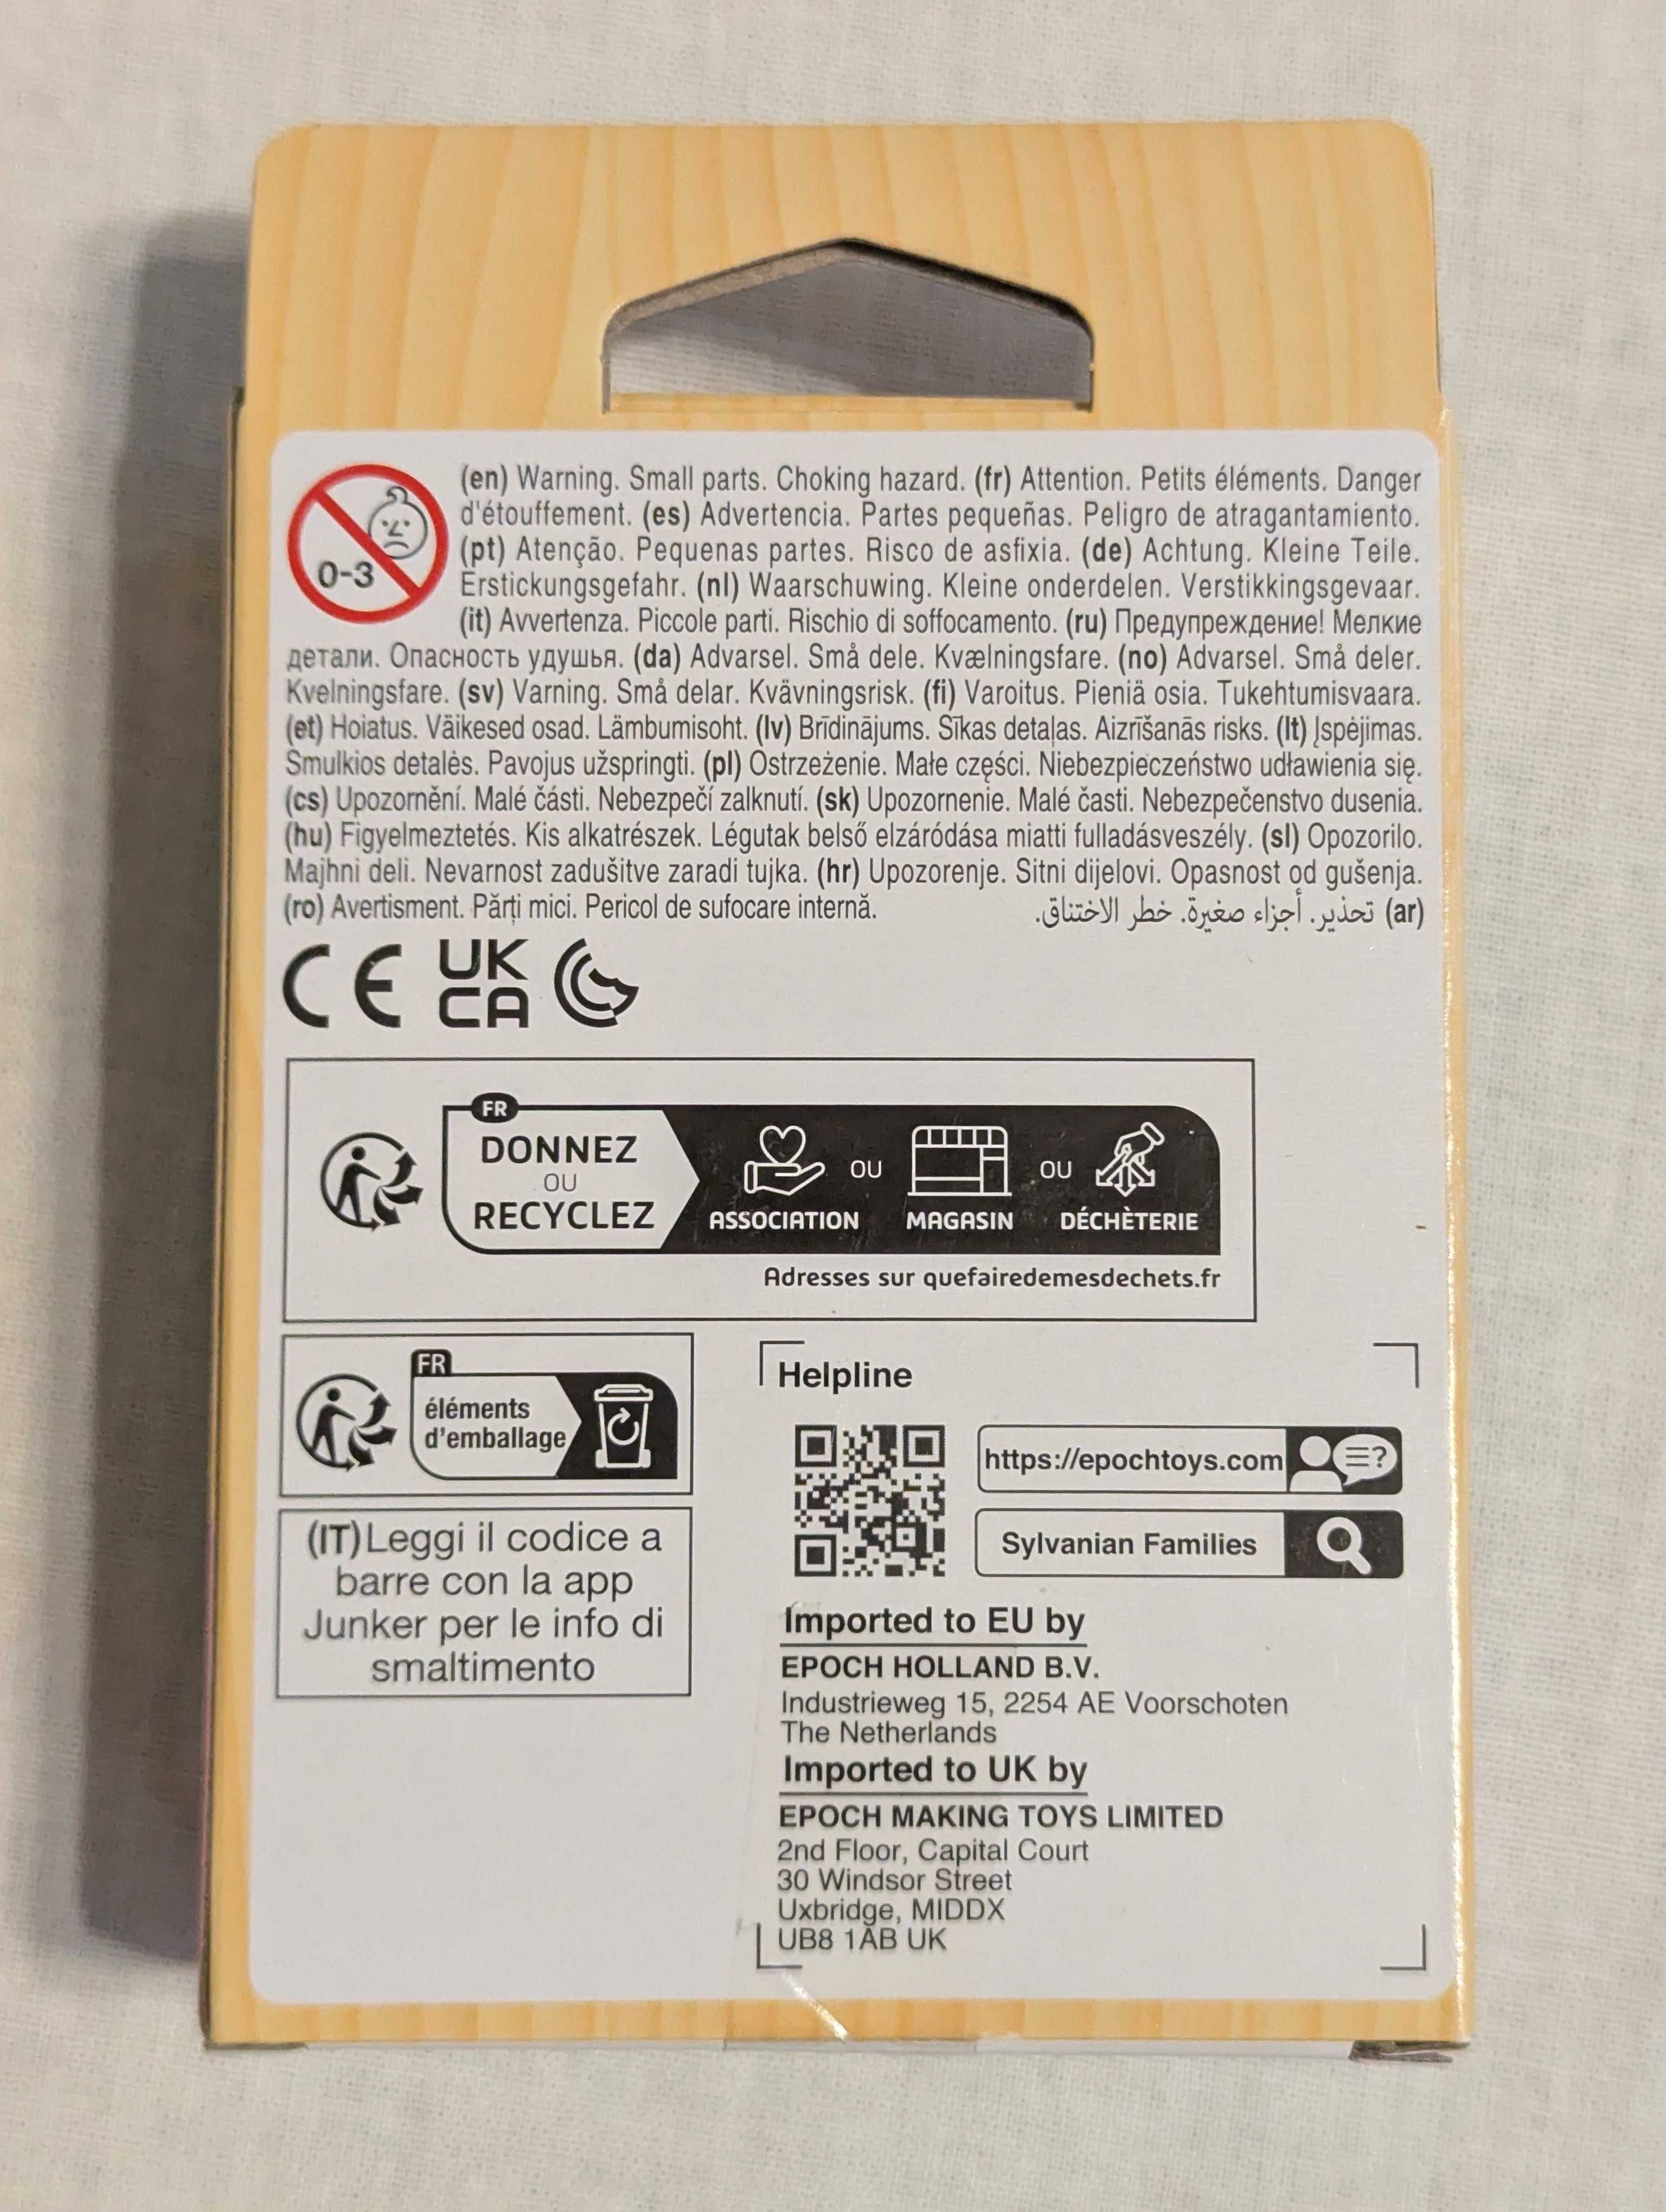 0-3
(en) Warning. Small parts. Choking hazard. (fr) Attention. Petits éléments. Danger
d'étouffement. (es) Advertencia. Partes pequeñas. Peligro de atragantamiento.
(pt) Atenção. Pequenas partes. Risco de asfixia. (de) Achtung. Kleine Teile.
Erstickungsgefahr. (nl) Waarschuwing. Kleine onderdelen. Verstikkingsgevaar.
(it) Avvertenza. Piccole parti. Rischio di soffocamento. (ru) Предупреждение! Мелкие
детали. Опасность удушья. (da) Advarsel. Små dele. Kvælningsfare. (no) Advarsel. Små deler.
Kvelningsfare. (sv) Varning. Små delar. Kvävningsrisk. (fi) Varoitus. Pieniä osia. Tukehtumisvaara.
(et) Hoiatus. Väikesed osad. Lämbumisoht. (lv) Brīdinājums. Sīkas detaļas. Aizrīšanās risks. (lt) Įspėjimas.
Smulkios detalės. Pavojus užspringti. (pl) Ostrzeżenie. Małe części. Niebezpieczeństwo udławienia się.
(cs) Upozornění. Malé části. Nebezpečí zalknutí. (sk) Upozornenie. Malé časti. Nebezpečenstvo dusenia.
(hu) Figyelmeztetés. Kis alkatrészek. Légutak belső elzáródása miatti fulladásveszély. (sl) Opozorilo.
Majhni deli. Nevarnost zadušitve zaradi tujka. (hr) Upozorenje. Sitni dijelovi. Opasnost od gušenja.
(ro) Avertisment. Părți mici. Pericol de sufocare internă.
(ar) تحذير. أجزاء صغيرة. خطر الاختناق.
CE
UK
CA
FR
DONNEZ
OU
RECYCLEZ
ASSOCIATION OU MAGASIN OU DÉCHÈTERIE
Adresses sur quefairedemesdechets.fr
FR
éléments
d'emballage
(IT)Leggi il codice a
barre con la app
Junker per le info di
smaltimento
Helpline
https://epochtoys.com
?
Sylvanian Families
Imported to EU by
EPOCH HOLLAND B.V.
Industrieweg 15, 2254 AE Voorschoten
The Netherlands
Imported to UK by
EPOCH MAKING TOYS LIMITED
2nd Floor, Capital Court
30 Windsor Street
Uxbridge, MIDDX
UB8 1AB UK